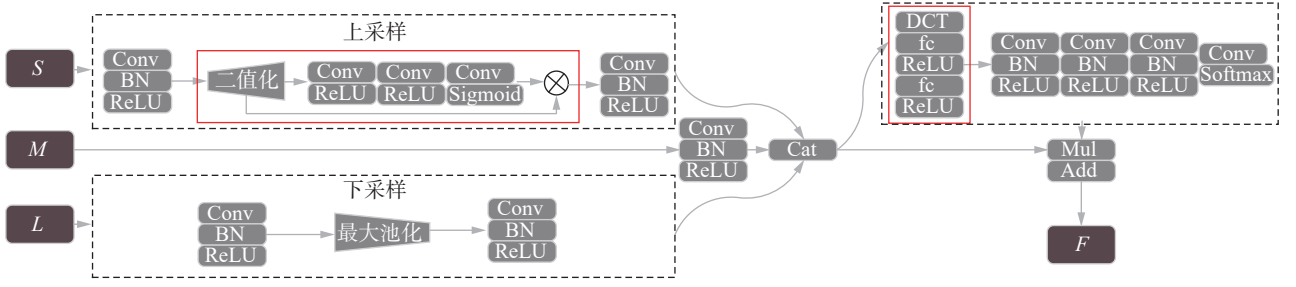 上采样
S
Conv
BN
ReLU
二值化
Conv
ReLU
Conv
ReLU
Conv
Sigmoid
Conv
BN
ReLU
M
Conv
BN
ReLU
Cat
下采样
L
Conv
BN
ReLU
最大池化
Conv
BN
ReLU
DCT
fc
ReLU
fc
ReLU
Conv
BN
ReLU
Conv
BN
ReLU
Conv
BN
ReLU
Conv
Softmax
Mul
Add
F